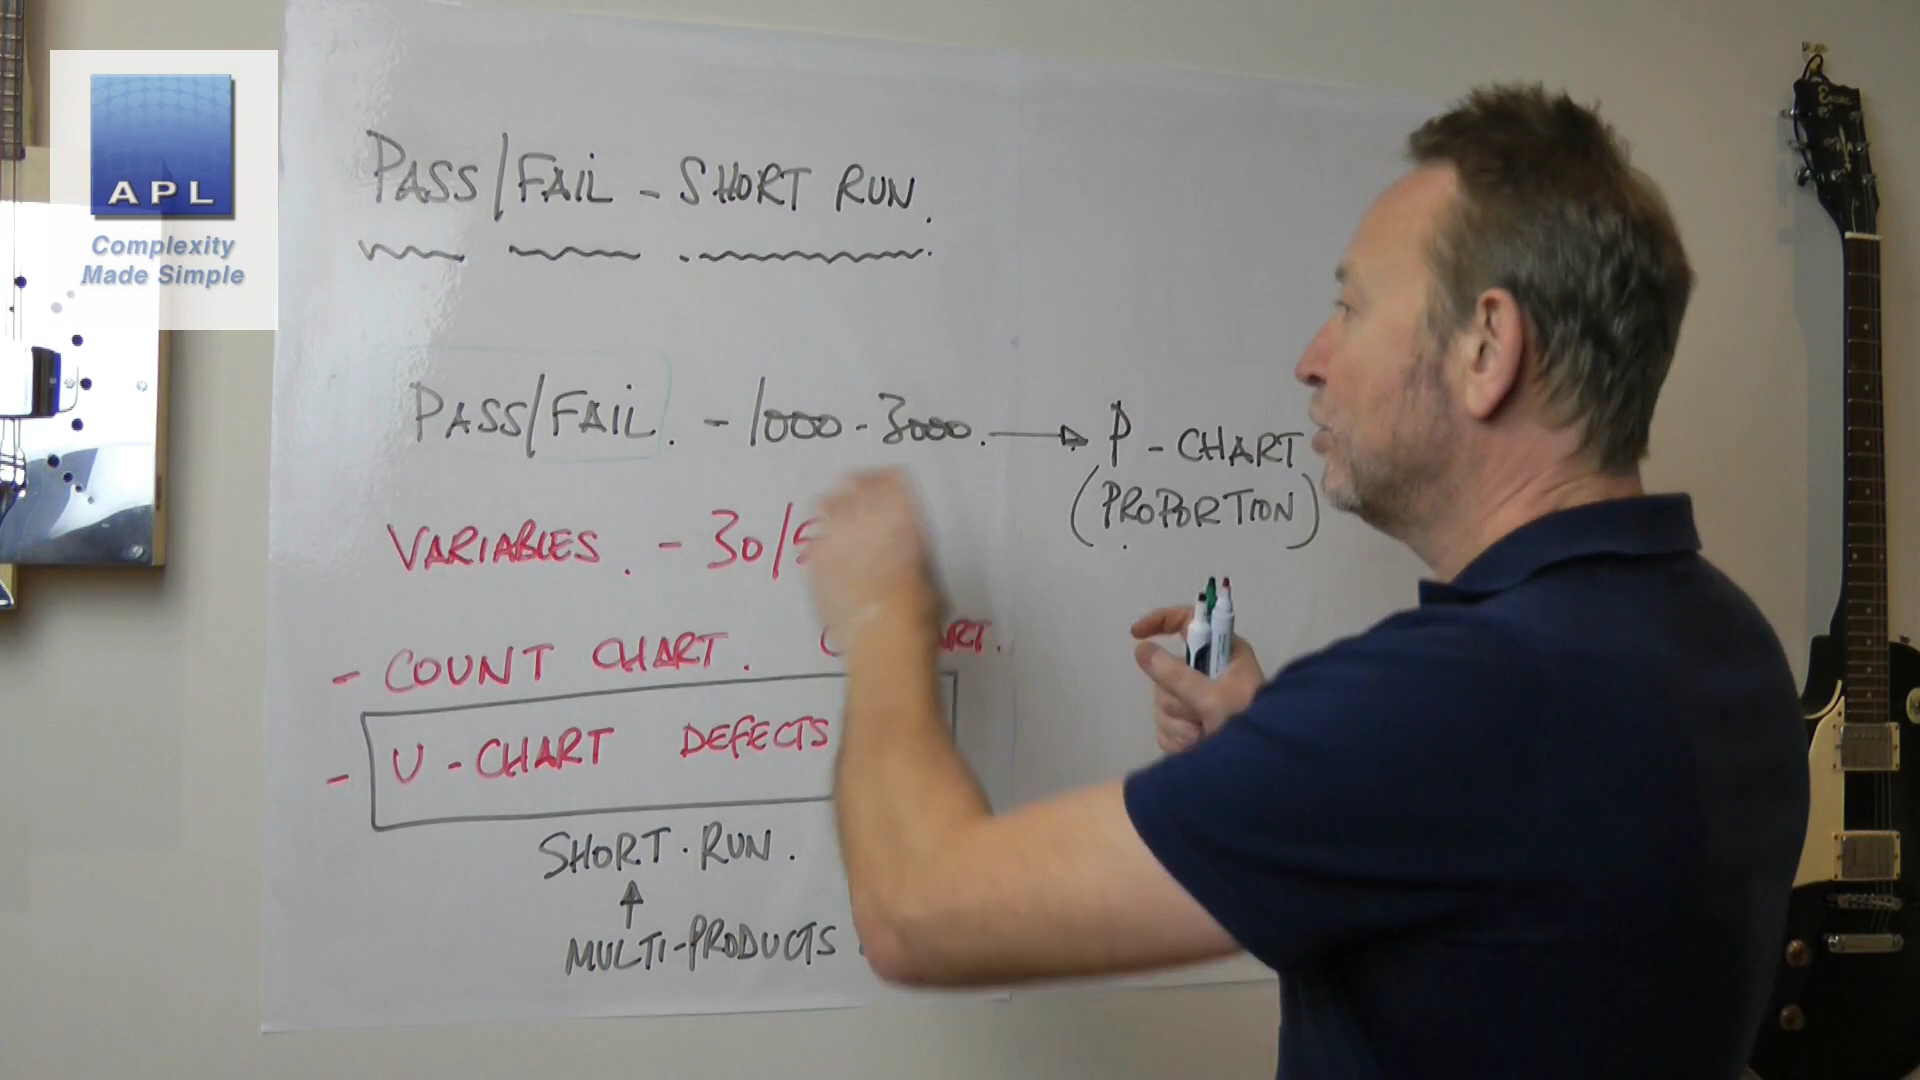 APL
Complexity
Made Simple
PASS/FAIL - SHORT RUN.
PASS/FAIL. - 1000 - 3000. → P - CHART
(PROPORTION)
VARIABLES. - 30/
- COUNT CHART.
- U - CHART DEFECTS
SHORT. RUN.
↑
MULTI-PRODUCTS